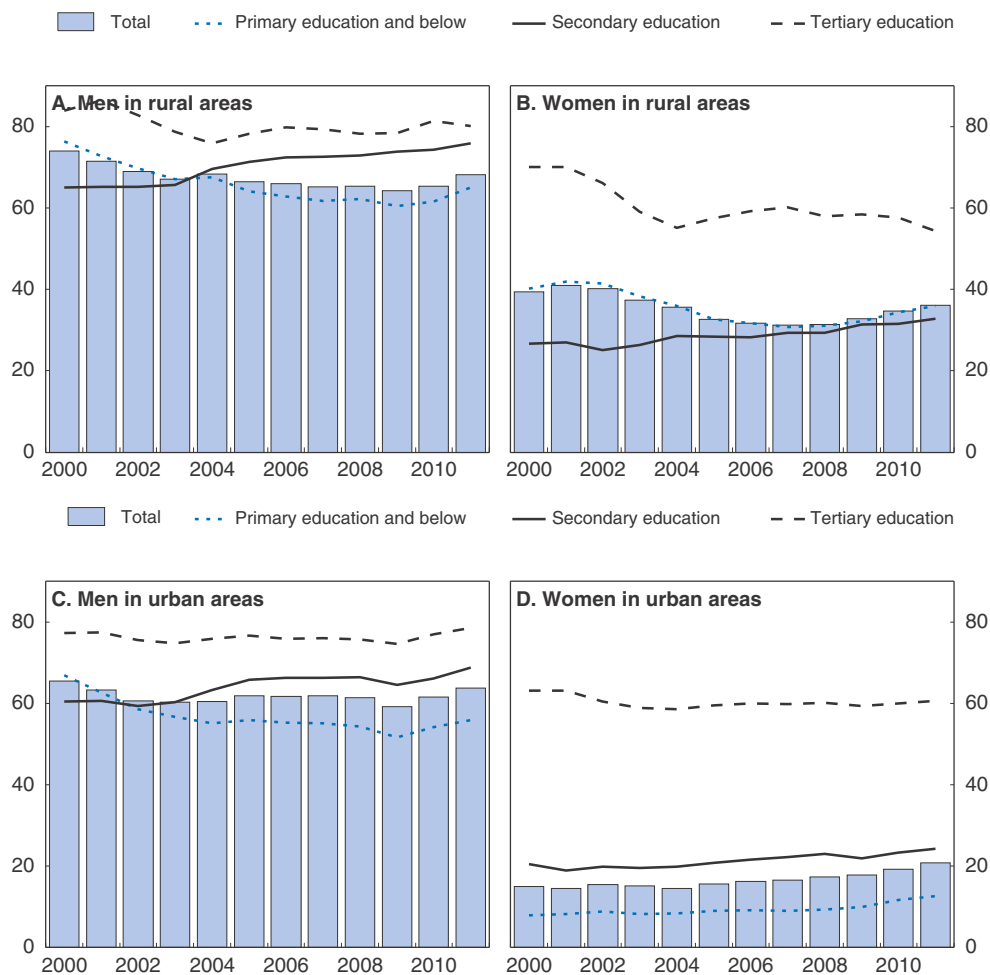 Total Primary education and below Secondary education Tertiary education
A. Men in rural areas B. Women in rural areas
80 80
60 60
40 40
20 20
0 0
2000 2002 2004 2006 2008 2010 2000 2002 2004 2006 2008 2010
Total Primary education and below Secondary education Tertiary education
C. Men in urban areas D. Women in urban areas
80 80
60 60
40 40
20 20
0 0
2000 2002 2004 2006 2008 2010 2000 2002 2004 2006 2008 2010